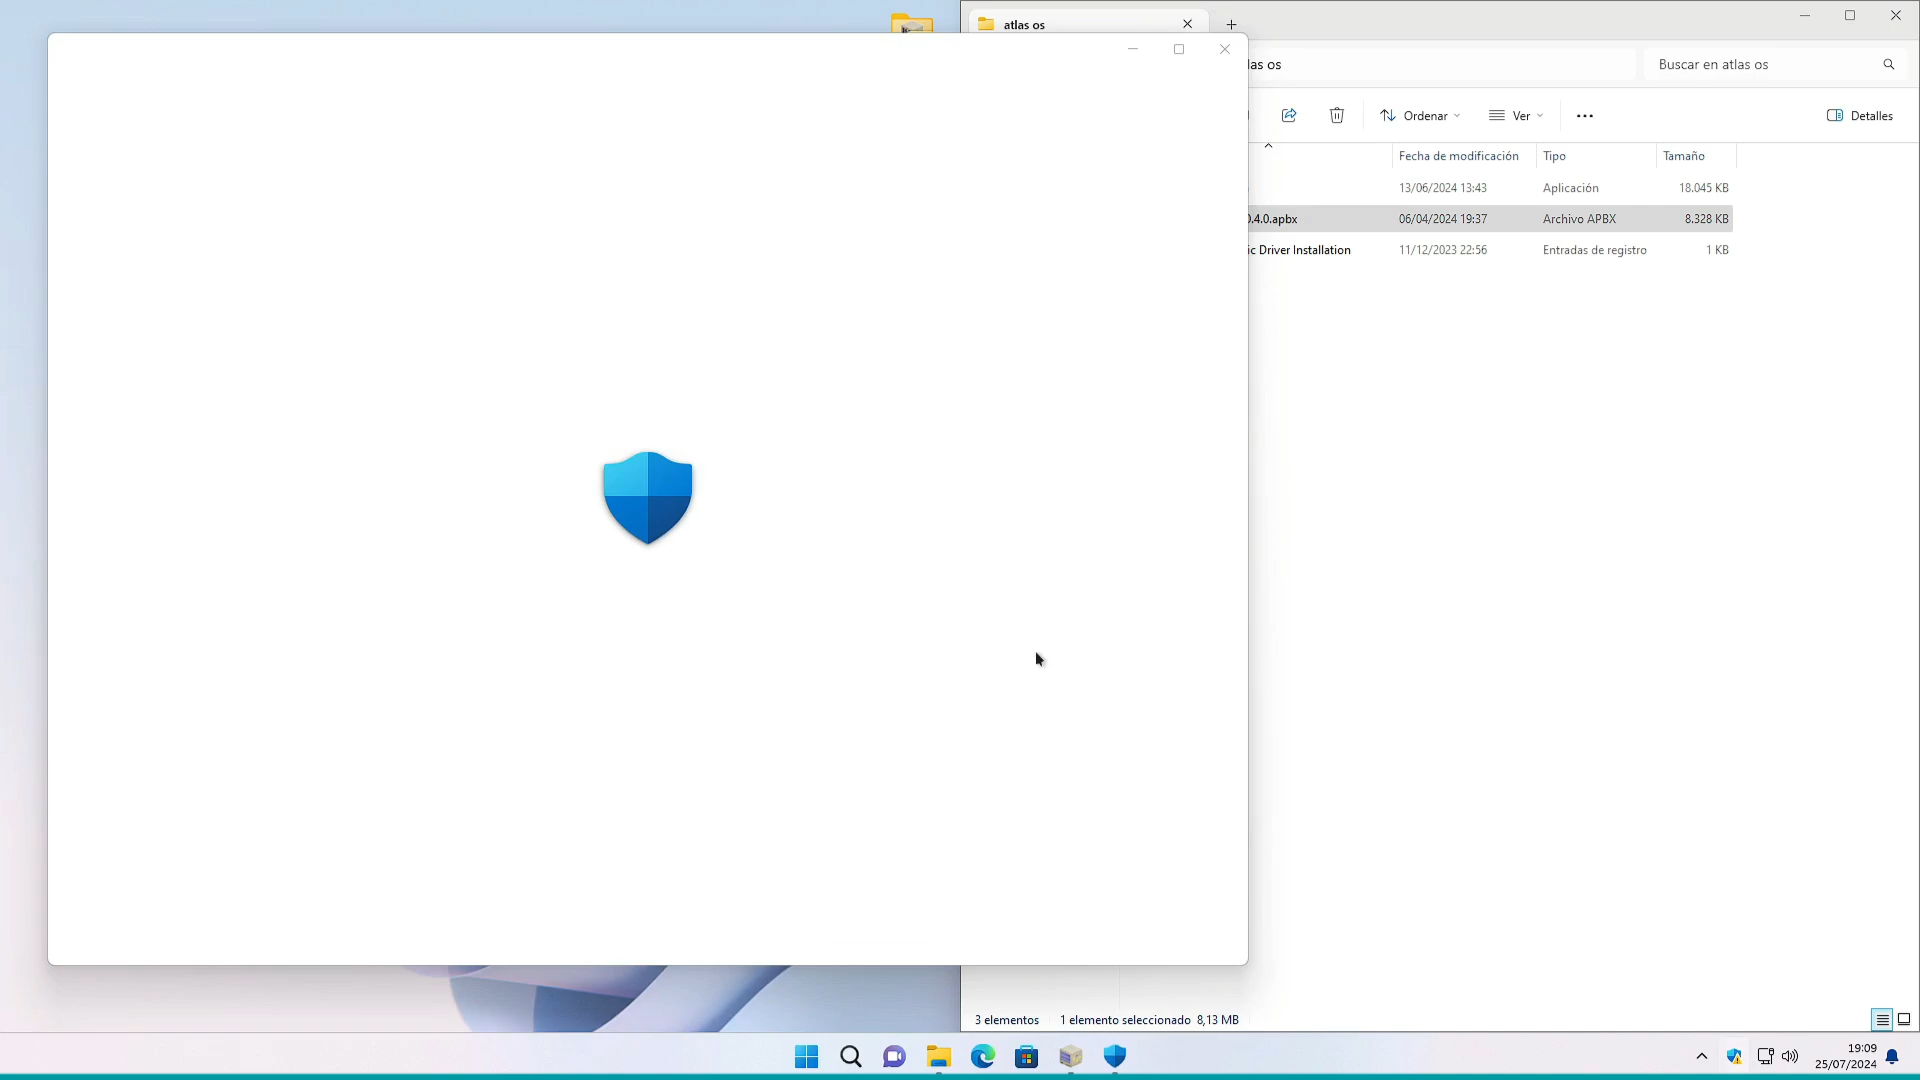 atlas os
las os
Buscar en atlas os
Ordenar
Ver
Detalles
Fecha de modificación
Tipo
Tamaño
13/06/2024 13:43
Aplicación
18.045 KB
.4.0.apbx
06/04/2024 19:37
Archivo APBX
8.328 KB
ic Driver Installation
11/12/2023 22:56
Entradas de registro
1 KB
3 elementos
1 elemento seleccionado 8,13 MB
19:09
25/07/2024